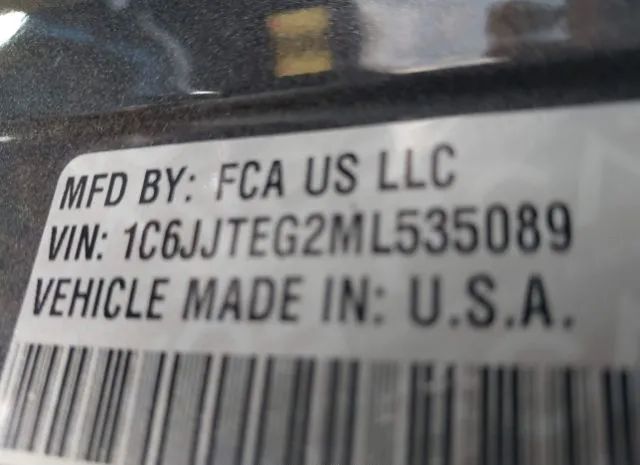 MFD BY: FCA US LLC
VIN: 1C6JJTEG2ML535089
VEHICLE MADE IN: U.S.A.